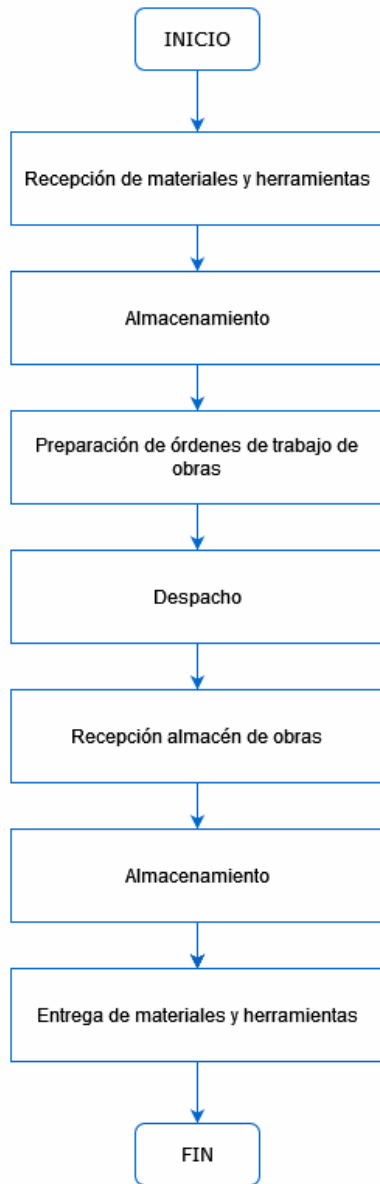 INICIO
Recepción de materiales y herramientas
Almacenamiento
Preparación de órdenes de trabajo de
obras
Despacho
Recepción almacén de obras
Almacenamiento
Entrega de materiales y herramientas
FIN